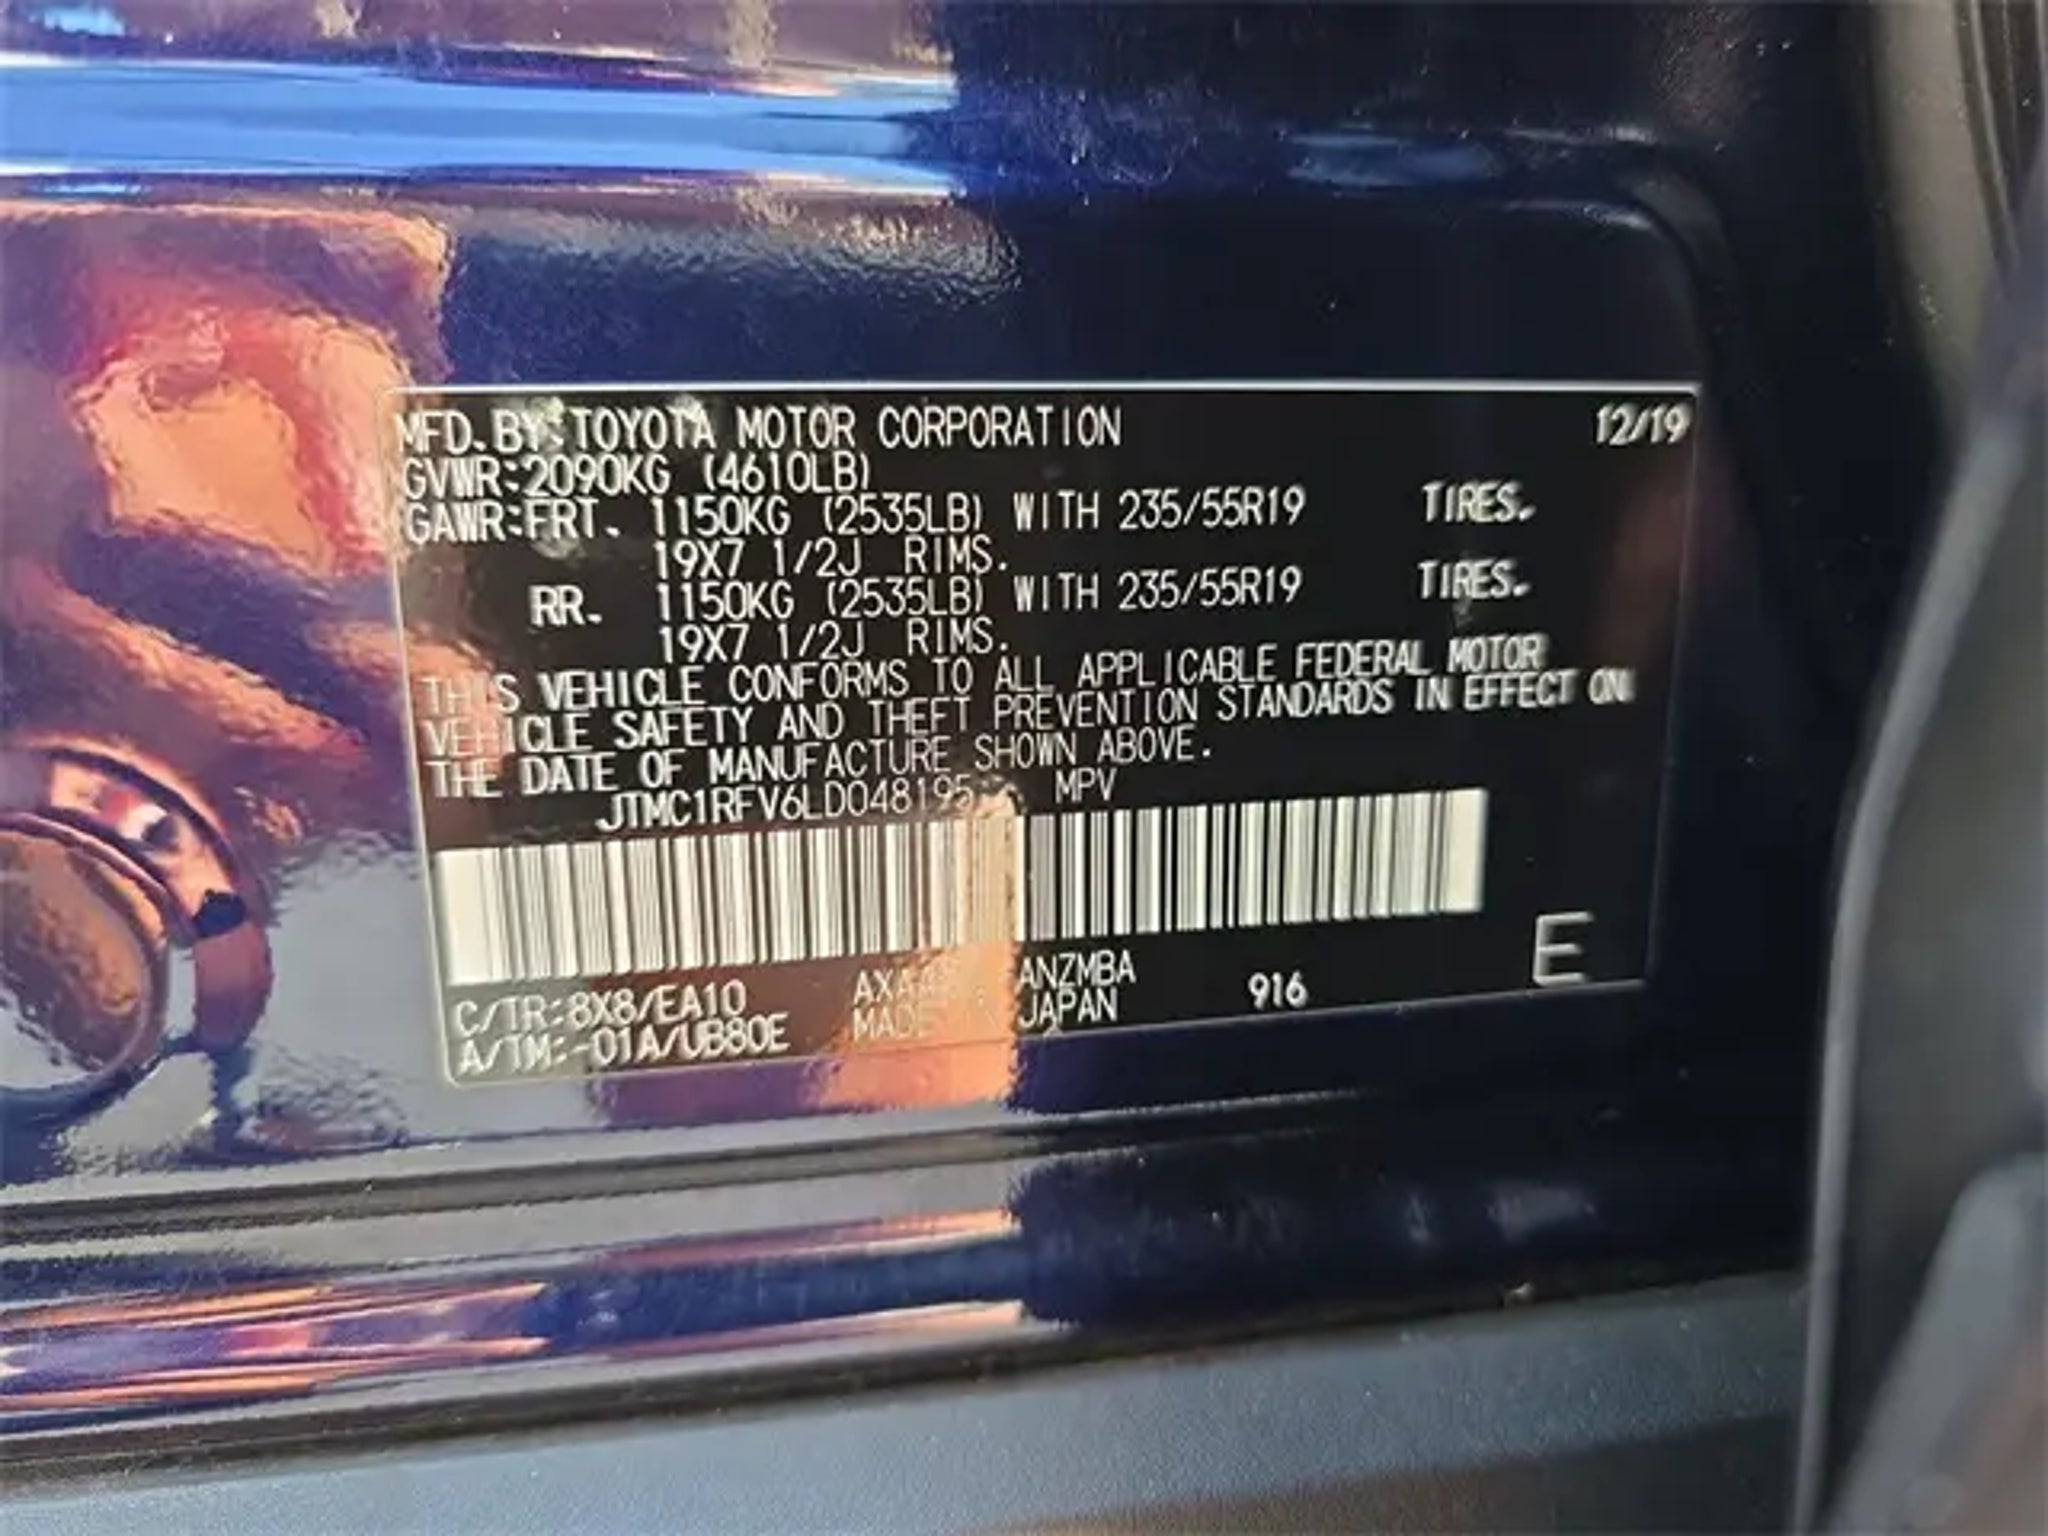 MFD. BY: TOYOTA MOTOR CORPORATION 12/19
GVWR: 2090KG (4610LB)
GAWR: FRT. 1150KG (2535LB) WITH 235/55R19 TIRES.
19X7 1/2J RIMS.
RR. 1150KG (2535LB) WITH 235/55R19 TIRES.
19X7 1/2J RIMS.
THIS VEHICLE CONFORMS TO ALL APPLICABLE FEDERAL MOTOR
VEHICLE SAFETY AND THEFT PREVENTION STANDARDS IN EFFECT ON
THE DATE OF MANUFACTURE SHOWN ABOVE.
JTMC1RFV6LD048195 MPV
E
C/TR: 8X8/EA10 ANZMBA 916
A/TM: -01A/UB80E MADE JAPAN